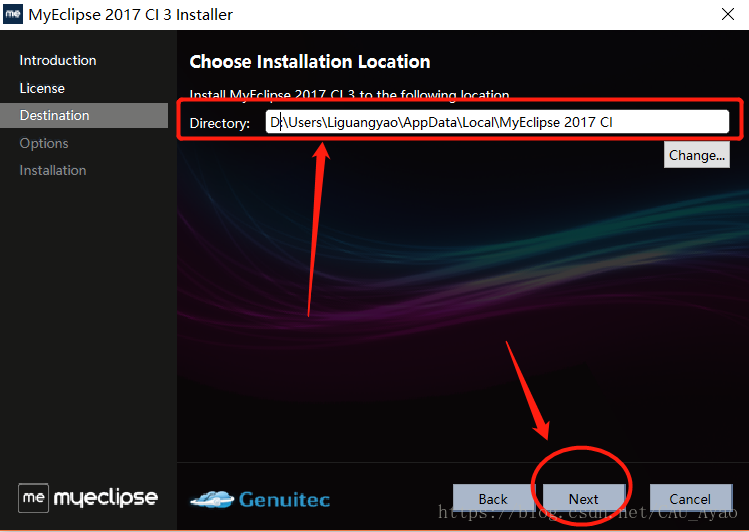 MyEclipse 2017 CI 3 Installer
Introduction
License
Destination
Options
Installation
Choose Installation Location
Install MyEclipse 2017 CI 3 to the following location.
Directory: D:\Users\Liguangyao\AppData\Local\MyEclipse 2017 CI
Change...
me myeclipse
Genuitec
Back Next Cancel
https://blog.csdn.net/CAU_Ayao